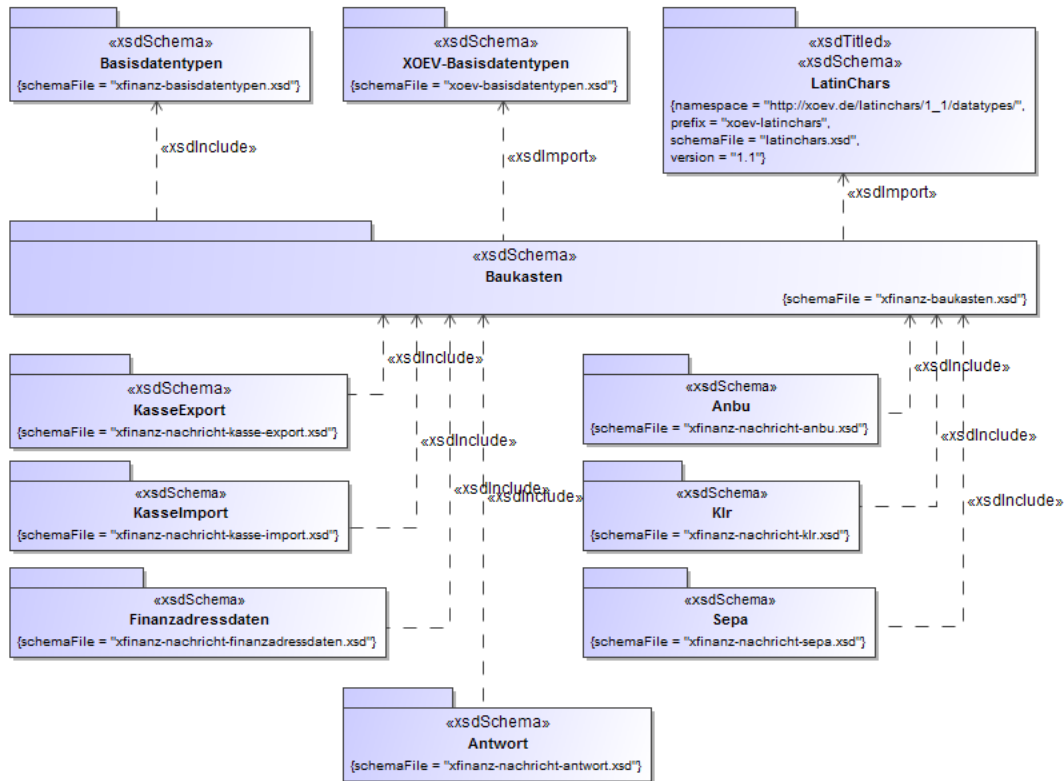 «xsdSchema»
Basisdatentypen
{schemaFile = "xfinanz-basisdatentypen.xsd"}
«xsdSchema»
XOEV-Basisdatentypen
{schemaFile = "xoev-basisdatentypen.xsd"}
«xsdTitled»
«xsdSchema»
LatinChars
{namespace = "http://xoev.de/latinchars/1_1/datatypes/",
prefix = "xoev-latinchars",
schemaFile = "latinchars.xsd",
version = "1.1"}
«xsdInclude»
«xsdImport»
«xsdImport»
«xsdSchema»
Baukasten
{schemaFile = "xfinanz-baukasten.xsd"}
«xsdInclude»
«xsdSchema»
KasseExport
{schemaFile = "xfinanz-nachricht-kasse-export.xsd"}
«xsdInclude»
«xsdSchema»
Anbu
{schemaFile = "xfinanz-nachricht-anbu.xsd"}
«xsdInclude»
«xsdSchema»
KasseImport
{schemaFile = "xfinanz-nachricht-kasse-import.xsd"}
«xsdInclude»
«xsdInclude»
«xsdInclude»
«xsdSchema»
Klr
{schemaFile = "xfinanz-nachricht-klr.xsd"}
«xsdInclude»
«xsdSchema»
Finanzadressdaten
{schemaFile = "xfinanz-nachricht-finanzadressdaten.xsd"}
«xsdSchema»
Sepa
{schemaFile = "xfinanz-nachricht-sepa.xsd"}
«xsdSchema»
Antwort
{schemaFile = "xfinanz-nachricht-antwort.xsd"}